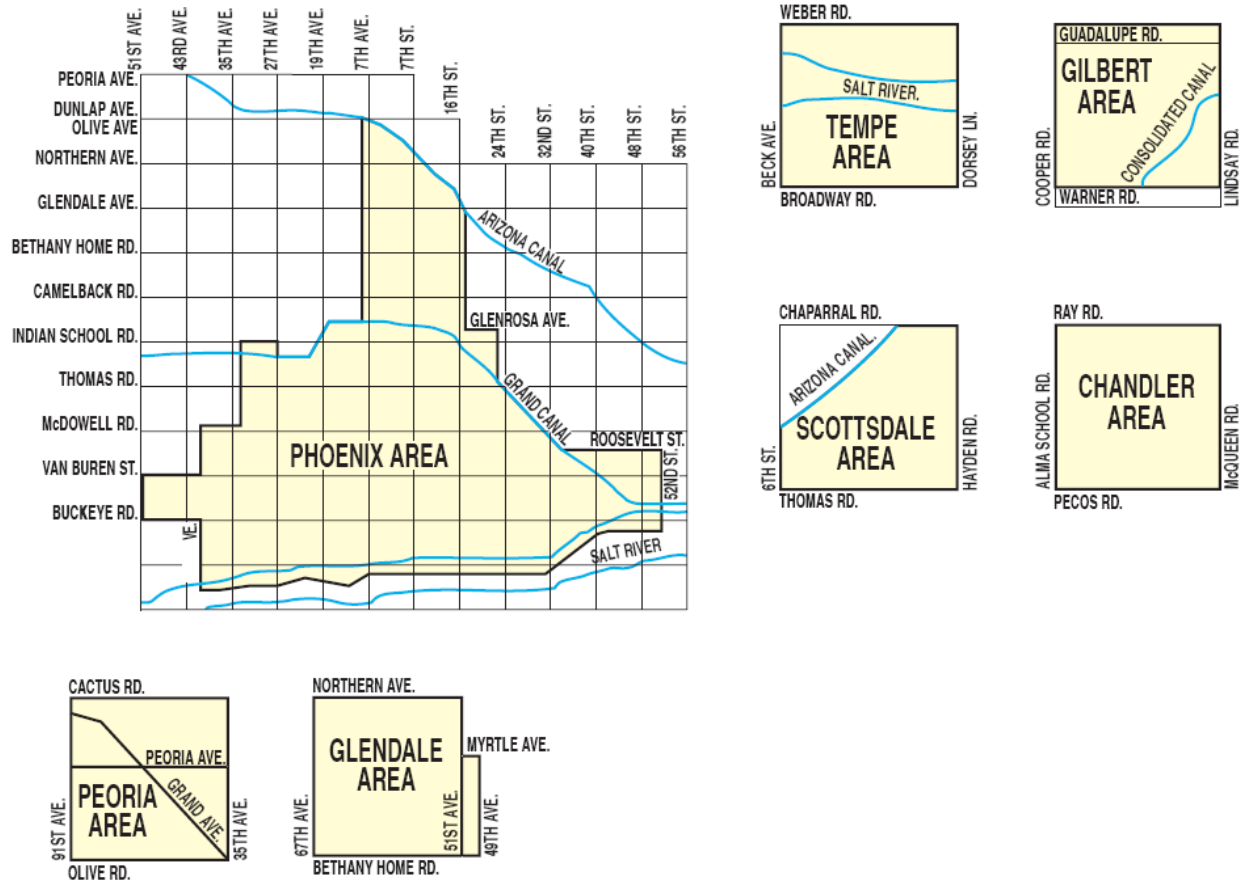 51ST AVE.
43RD AVE.
35TH AVE.
27TH AVE.
19TH AVE.
7TH AVE.
7TH ST.
16TH ST.
24TH ST.
32ND ST.
40TH ST.
48TH ST.
56TH ST.
PEORIA AVE.
DUNLAP AVE.
OLIVE AVE
NORTHERN AVE.
GLENDALE AVE.
BETHANY HOME RD.
CAMELBACK RD.
INDIAN SCHOOL RD.
THOMAS RD.
McDOWELL RD.
VAN BUREN ST.
BUCKEYE RD.
VE.
ARIZONA CANAL
GLENROSA AVE.
GRAND CANAL
ROOSEVELT ST.
52ND ST.
PHOENIX AREA
SALT RIVER
WEBER RD.
SALT RIVER.
TEMPE
AREA
BECK AVE.
DORSEY LN.
BROADWAY RD.
GUADALUPE RD.
GILBERT
AREA
CONSOLIDATED CANAL
COOPER RD.
LINDSAY RD.
WARNER RD.
CHAPARRAL RD.
ARIZONA CANAL.
SCOTTSDALE
AREA
6TH ST.
HAYDEN RD.
THOMAS RD.
RAY RD.
CHANDLER
AREA
ALMA SCHOOL RD.
McQUEEN RD.
PECOS RD.
CACTUS RD.
PEORIA AVE.
PEORIA
AREA
GRAND AVE.
91ST AVE.
35TH AVE.
OLIVE RD.
NORTHERN AVE.
GLENDALE
AREA
MYRTLE AVE.
67TH AVE.
51ST AVE.
49TH AVE.
BETHANY HOME RD.